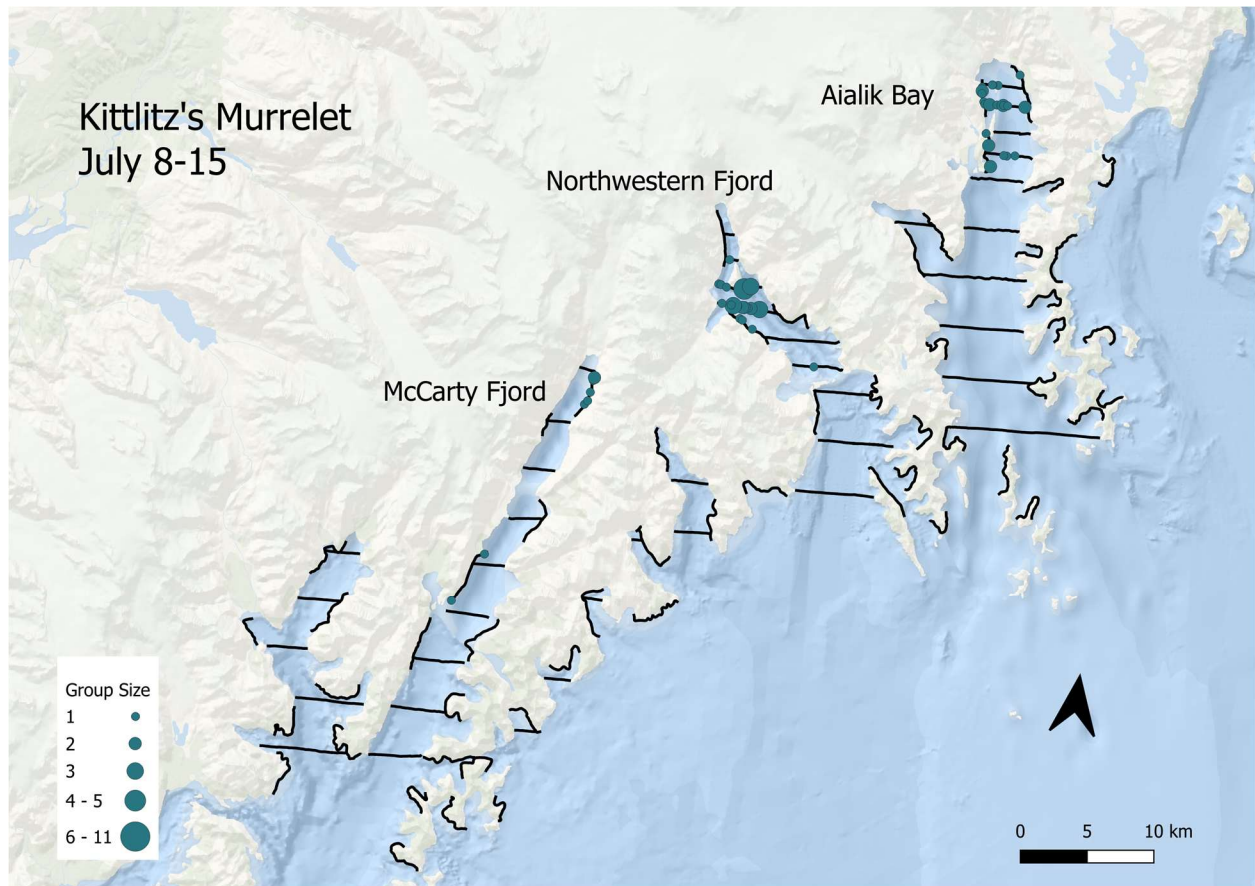 Kittlitz's Murrelet
July 8-15
Aialik Bay
Northwestern Fjord
McCarty Fjord
Group Size
1
2
3
4 - 5
6 - 11
0 5 10 km